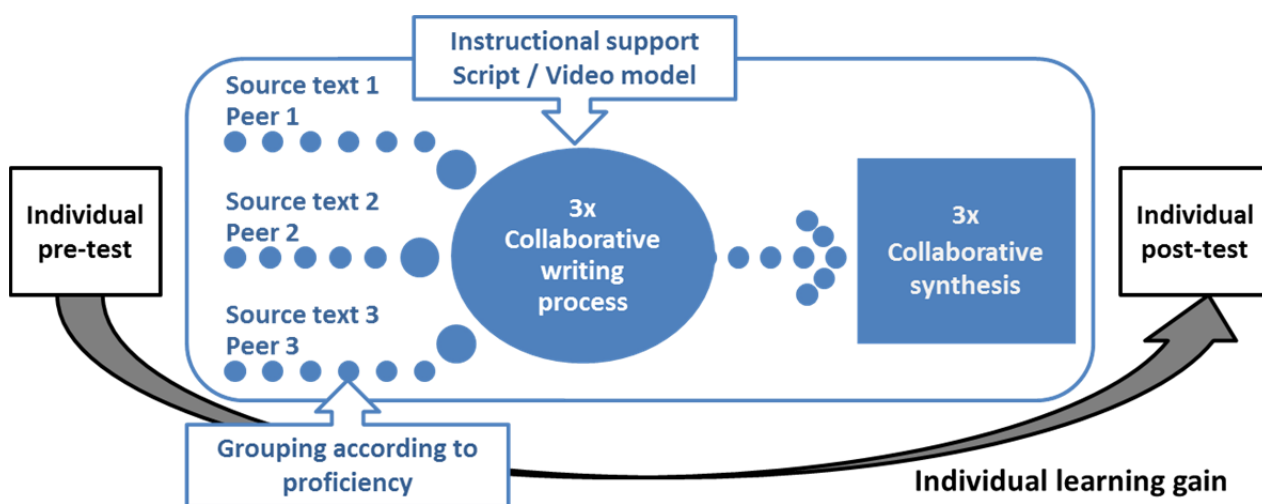 Instructional support
Script / Video model
Source text 1
Peer 1
Source text 2
Peer 2
Source text 3
Peer 3
Individual
pre-test
3x
Collaborative
writing
process
3x
Collaborative
synthesis
Individual
post-test
Grouping according to
proficiency
Individual learning gain